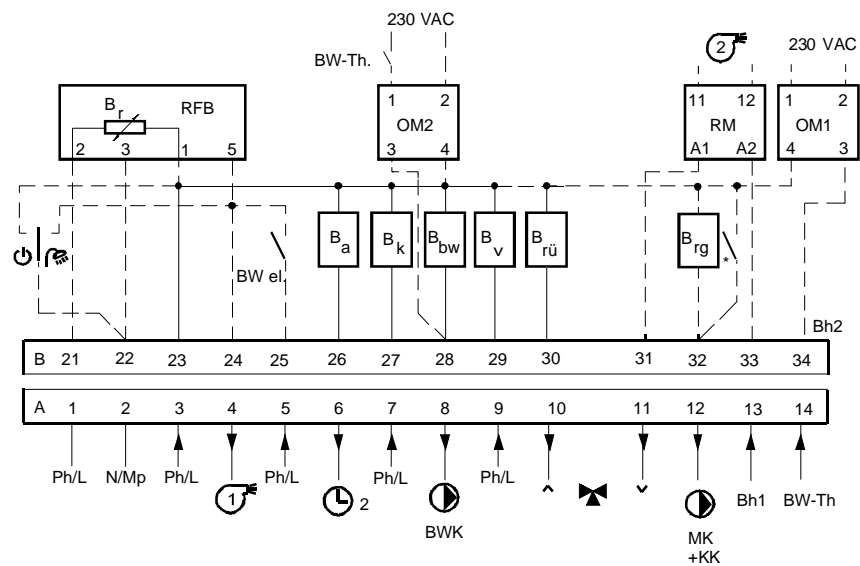 230 VAC
2
230 VAC
BW-Th.
Br RFB
1 2
11 12
1 2
OM2
RM
OM1
2 3 1 5
3 4
A1 A2
4 3
BW el.
Ba Bk Bbw Bv Brü Brg *
Bh2
B 21 22 23 24 25 26 27 28 29 30 31 32 33 34
A 1 2 3 4 5 6 7 8 9 10 11 12 13 14
Ph/L N/Mp Ph/L 1 Ph/L 2 Ph/L Ph/L ^ v Bh1 BW-Th
BWK
MK
+KK